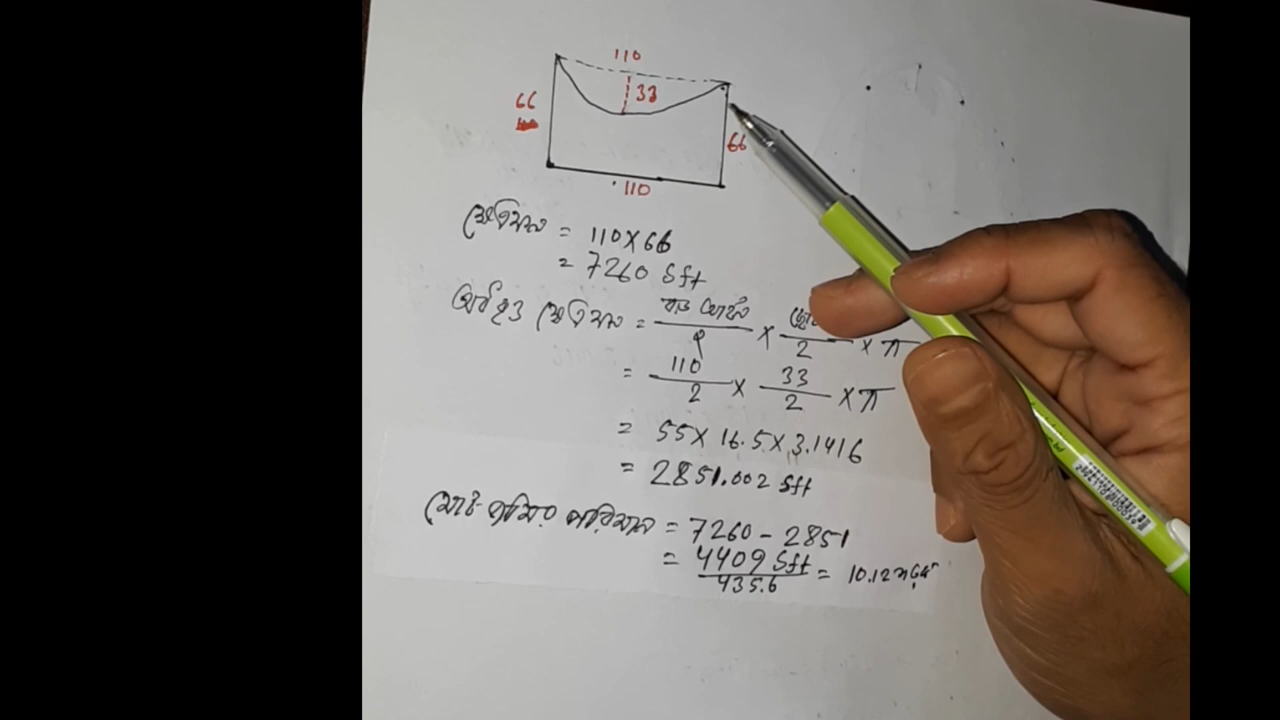 110
33
66
66
110
ক্ষেত্রফল = 110 X 66
= 7260 Sft
অর্ধবৃত্ত ক্ষেত্রফল = / ২ X / 2 X π
= 110 / 2 X 33 / 2 X π
= 55 X 16.5 X 3.1416
= 2851.002 Sft
মোট জমির পরিমান = 7260 - 2851
= 4409 Sft / 435.6 = 10.12